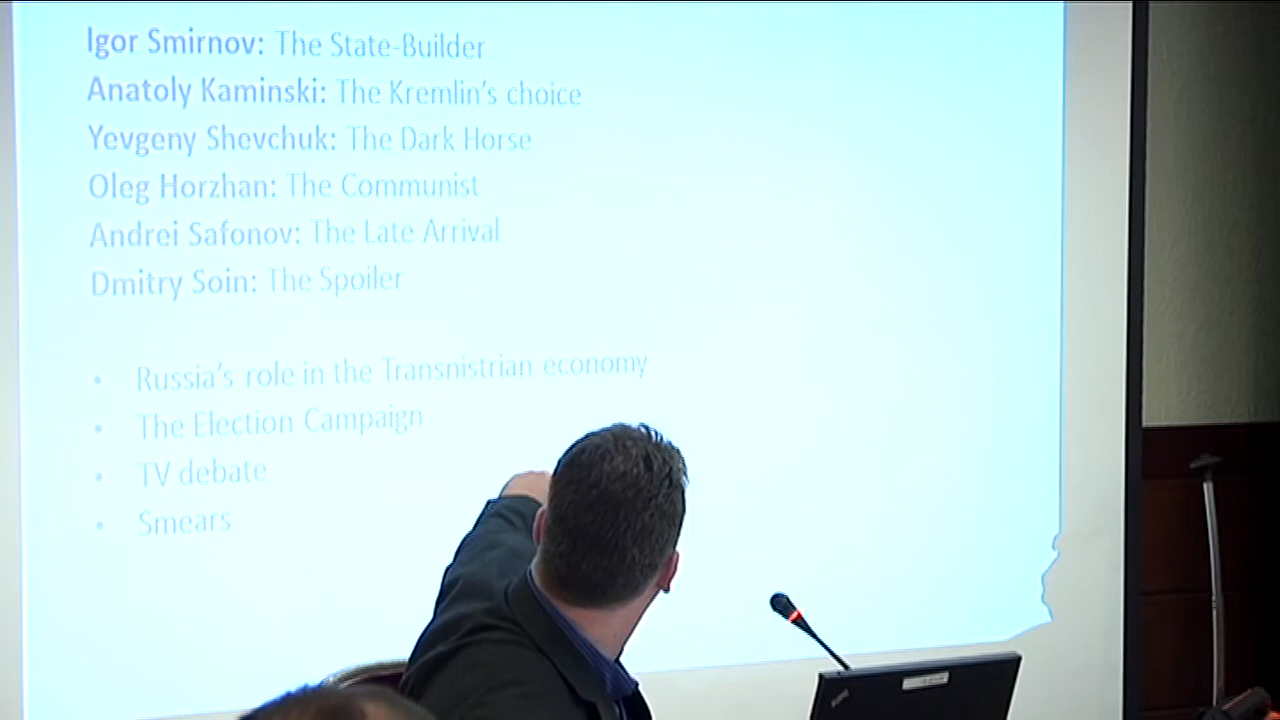 Igor Smirnov: The State-Builder
Anatoly Kaminski: The Kremlin's choice
Yevgeny Shevchuk: The Dark Horse
Oleg Horzhan: The Communist
Andrei Safonov: The Late Arrival
Dmitry Soin: The Spoiler
• Russia's role in the Transnistrian economy
• The Election Campaign
• TV debate
• Smears